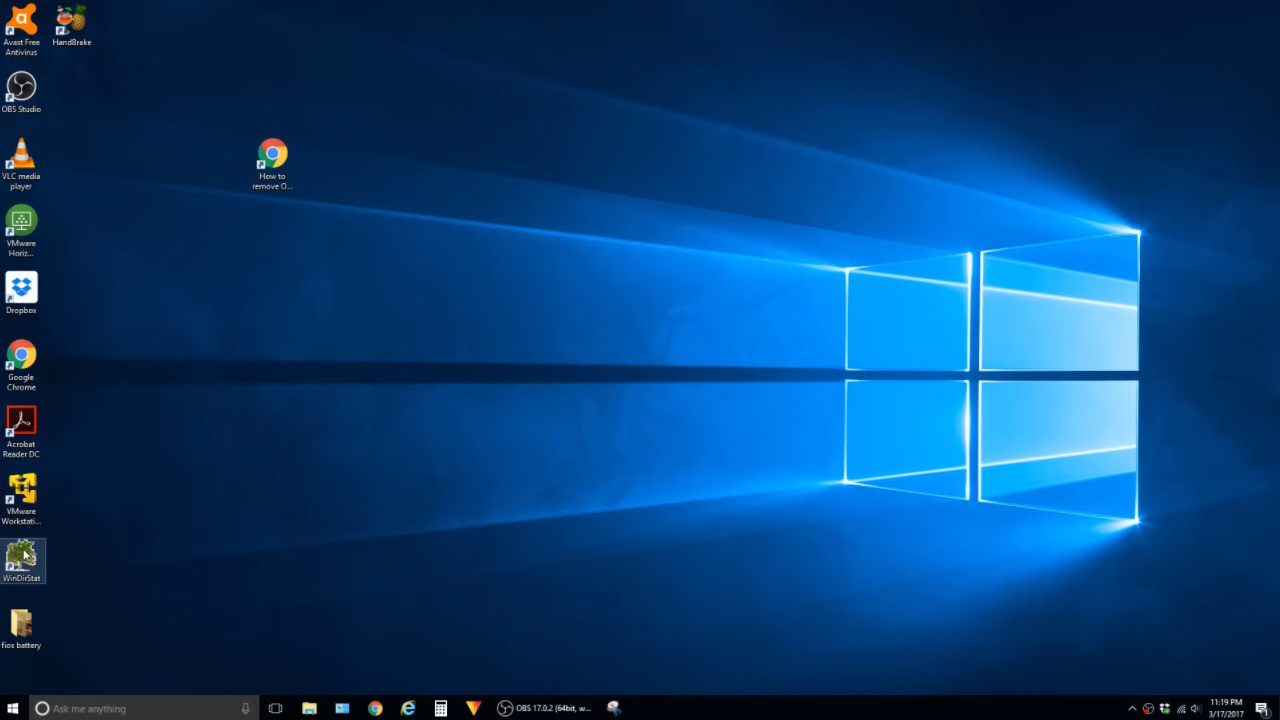 Avast Free
Antivirus
HandBrake
OBS Studio
VLC media
player
How to
remove O...
VMware
Horiz...
Dropbox
Google
Chrome
Acrobat
Reader DC
VMware
Workstati...
WinDirStat
fios battery
Ask me anything
OBS 17.0.2 (64bit, w...
11:19 PM
3/17/2017